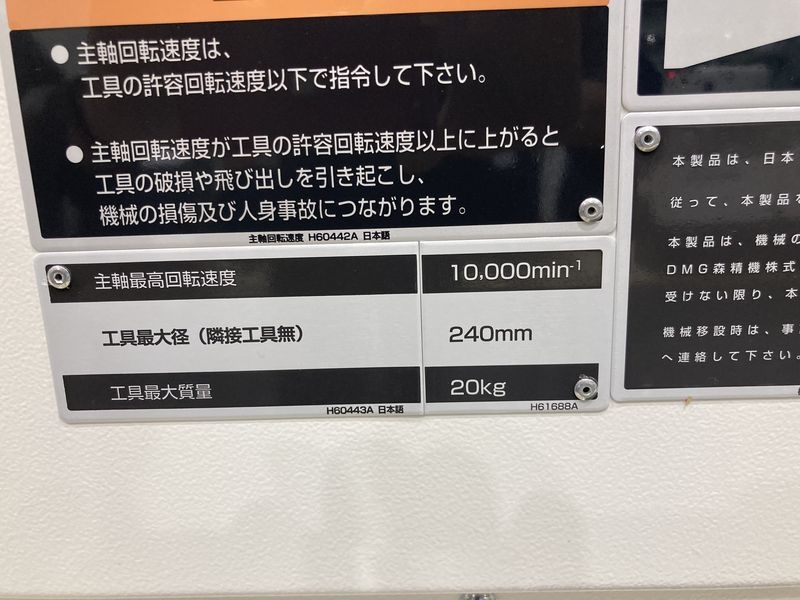 ● 主軸回転速度は、
工具の許容回転速度以下で指令して下さい。
● 主軸回転速度が工具の許容回転速度以上に上がると
工具の破損や飛び出しを引き起こし、
機械の損傷及び人身事故につながります。
主軸回転速度 H60442A 日本語
主軸最高回転速度 10,000min-1
工具最大径（隣接工具無） 240mm
工具最大質量 20kg
H60443A 日本語 H61688A
本製品は、日本
従って、本製品を
本製品は、機械の
DMG森精機株式
受けない限り、本
機械移設時は、事
へ連絡して下さい。